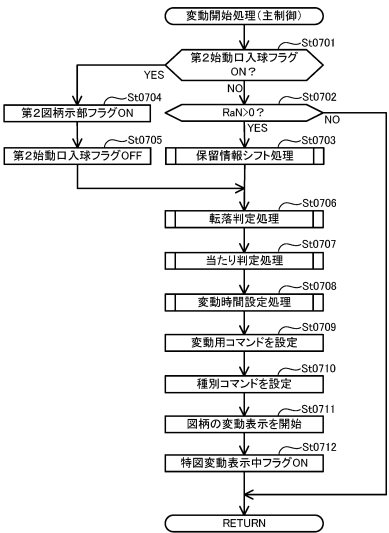 変動開始処理(主制御)
St0701
第2始動口入球フラグ
ON?
YES
NO
St0704
St0702
第2図柄示部フラグON
RaN>0?
NO
YES
St0705
St0703
第2始動口入球フラグOFF
保留情報シフト処理
St0706
転落判定処理
St0707
当たり判定処理
St0708
変動時間設定処理
St0709
変動用コマンドを設定
St0710
種別コマンドを設定
St0711
図柄の変動表示を開始
St0712
特図変動表示中フラグON
RETURN